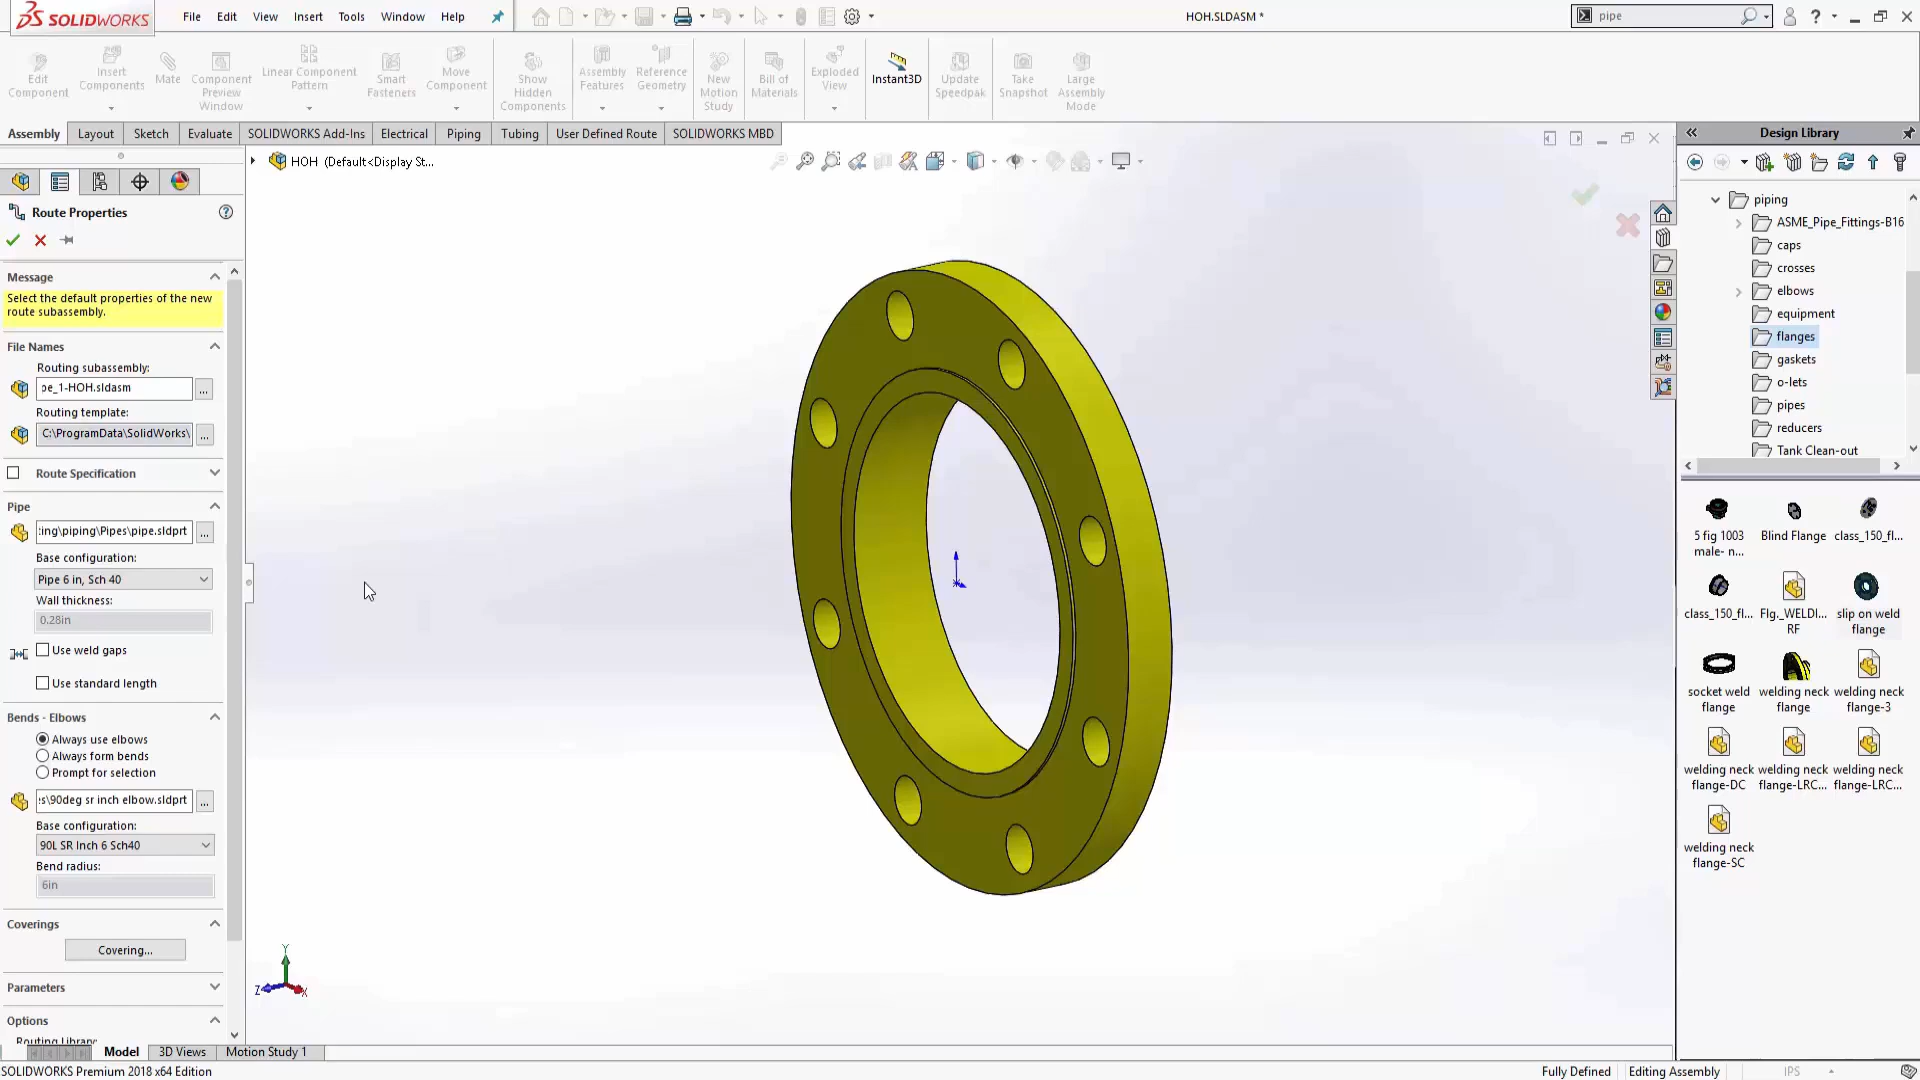 SOLIDWORKS
File Edit View Insert Tools Window Help
HOH.SLDASM *
pipe
Edit Component
Insert Components
Mate
Component Preview Window
Linear Component Pattern
Smart Fasteners
Move Component
Show Hidden Components
Assembly Features
Reference Geometry
New Motion Study
Bill of Materials
Exploded View
Instant3D
Update Speedpak
Take Snapshot
Large Assembly Mode
Assembly Layout Sketch Evaluate SOLIDWORKS Add-Ins Electrical Piping Tubing User Defined Route SOLIDWORKS MBD
HOH (Default<Display St...
Route Properties
Message
Select the default properties of the new
route subassembly.
File Names
Routing subassembly:
pe_1-HOH.sldasm
...
Routing template:
C:\ProgramData\SolidWorks\
...
Route Specification
Pipe
:ing\piping\Pipes\pipe.sldprt
...
Base configuration:
Pipe 6 in, Sch 40
Wall thickness:
0.28in
Use weld gaps
Use standard length
Bends - Elbows
Always use elbows
Always form bends
Prompt for selection
:s\90deg sr inch elbow.sldprt
...
Base configuration:
90L SR Inch 6 Sch40
Bend radius:
6in
Coverings
Covering...
Parameters
Options
Routing Library
Y
Z
X
Model 3D Views Motion Study 1
SOLIDWORKS Premium 2018 x64 Edition
Fully Defined Editing Assembly IPS
Design Library
piping
ASME_Pipe_Fittings-B16
caps
crosses
elbows
equipment
flanges
gaskets
o-lets
pipes
reducers
Tank Clean-out
5 fig 1003
male- n...
Blind Flange
class_150_fl...
class_150_fl...
Flg._WELDI...
RF
slip on weld
flange
socket weld
flange
welding neck
flange
welding neck
flange-3
welding neck
flange-DC
welding neck
flange-LRC...
welding neck
flange-LRC...
welding neck
flange-SC